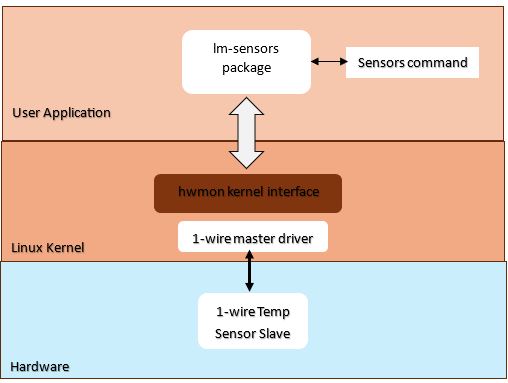 lm-sensors
package
Sensors command
User Application
hwmon kernel interface
1-wire master driver
Linux Kernel
1-wire Temp
Sensor Slave
Hardware